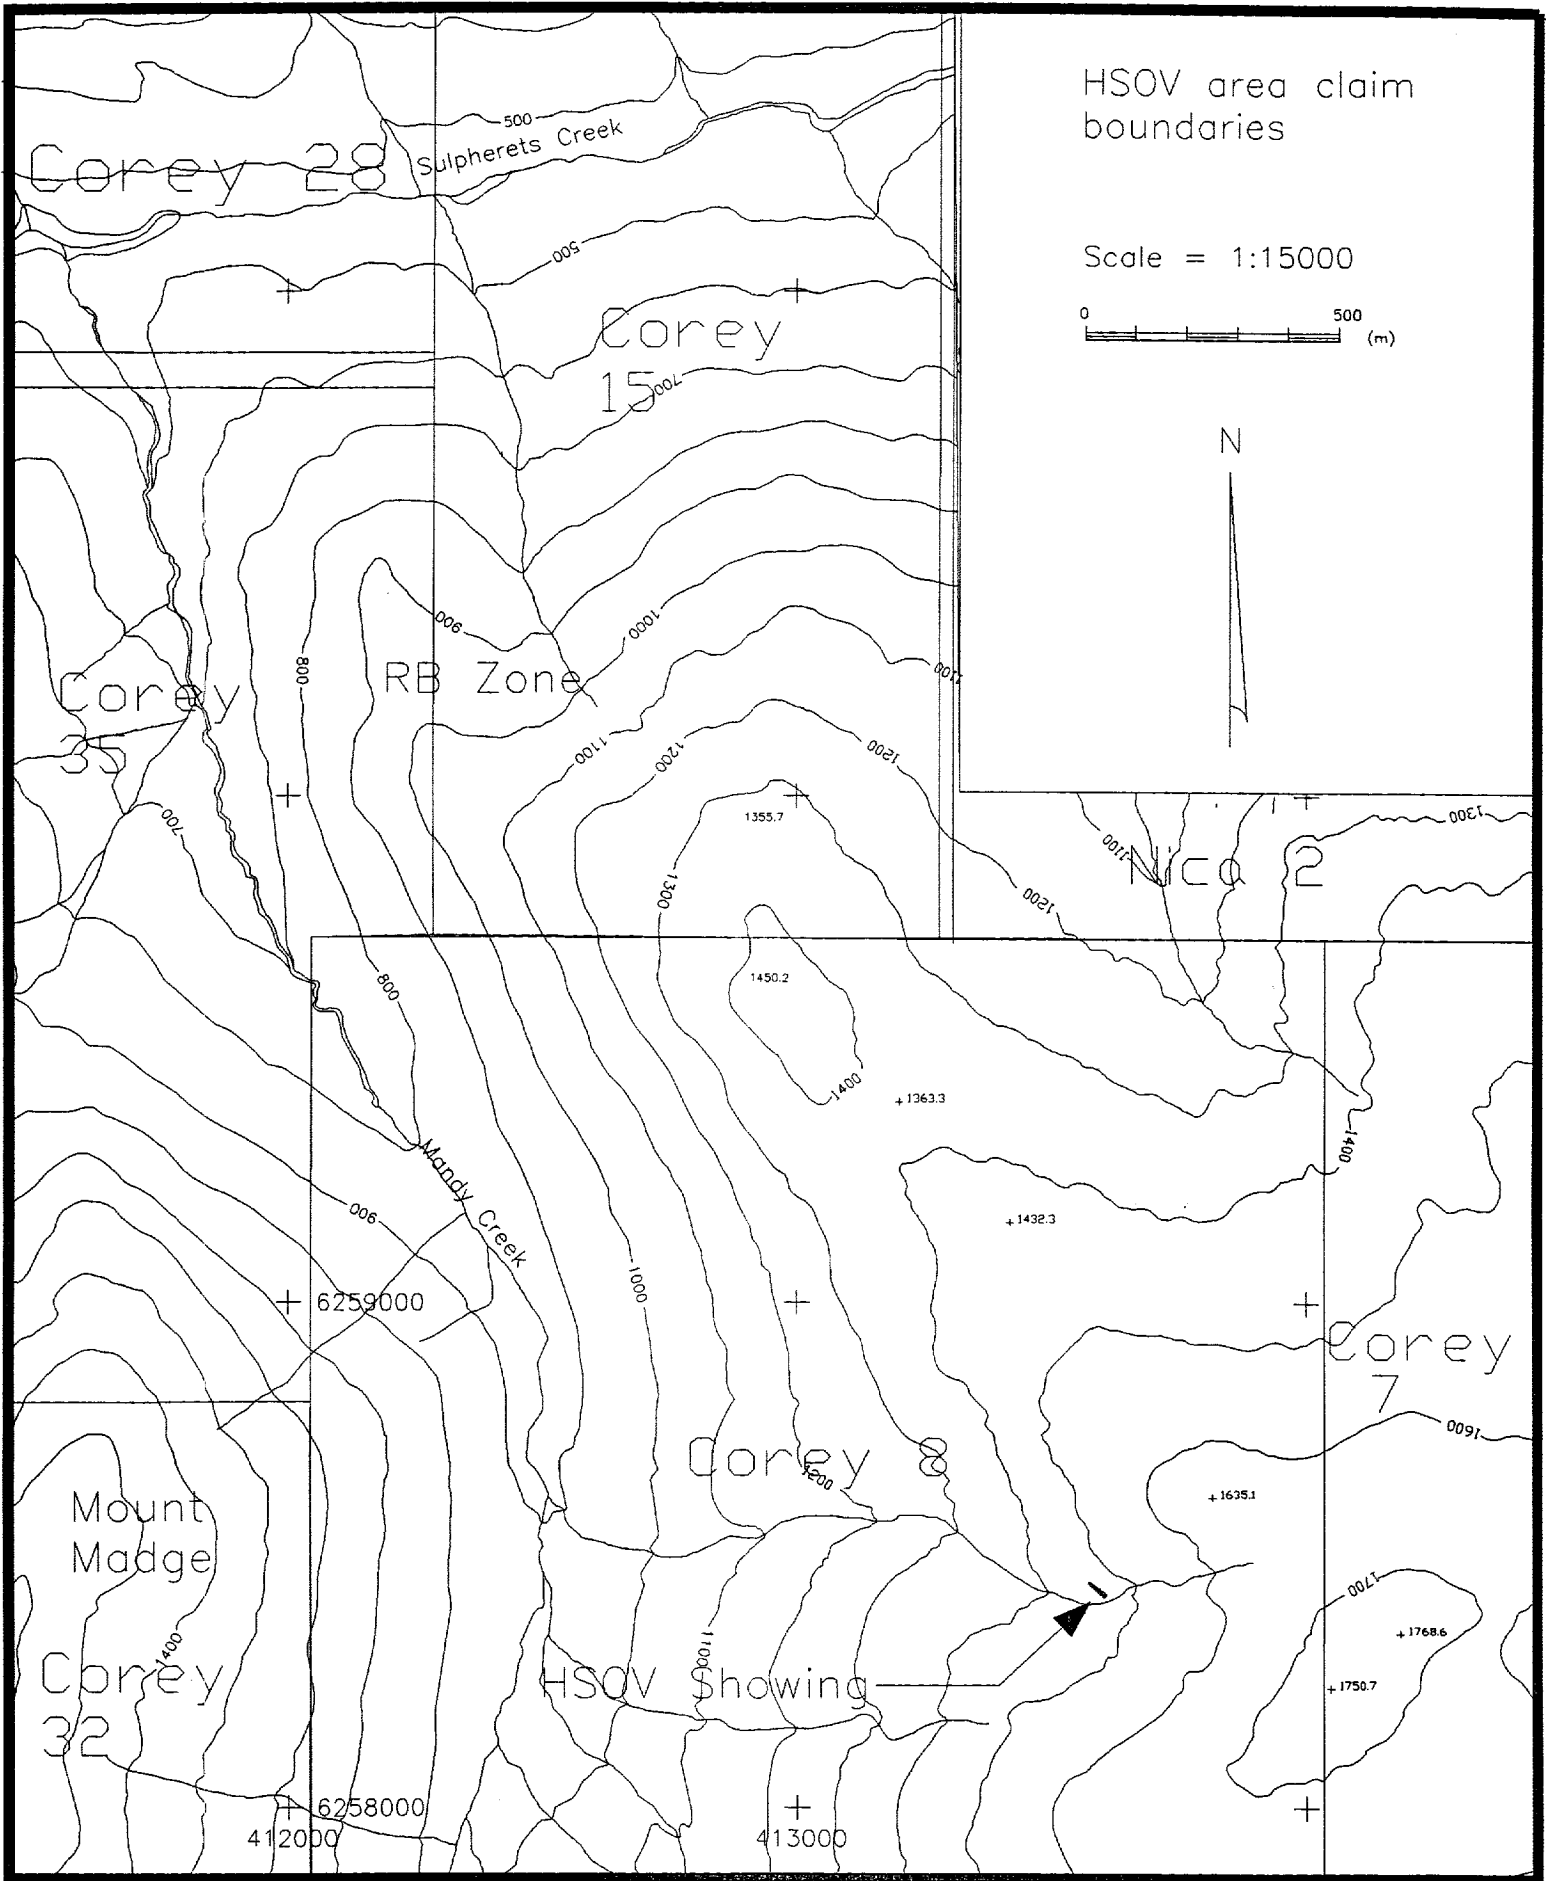 HSOV area claim
boundaries
Scale = 1:15000
0 500
(m)
N
500
Sulpherets Creek
Corey 28
500
Corey
15
700
900
1000
800
RB Zone
1100
Corey
35
1100
1200
1200
700
1355.7
1300
1100
Nica 2
1300
1200
800
1450.2
1400
1363.3
1400
Mandy Creek
900
1432.3
1000
6259000
Corey
7
1600
Corey 8
1200
1635.1
Mount
Madge
1700
1768.6
1400
1100
Corey
32
HSOV Showing
1750.7
6258000
412000
413000